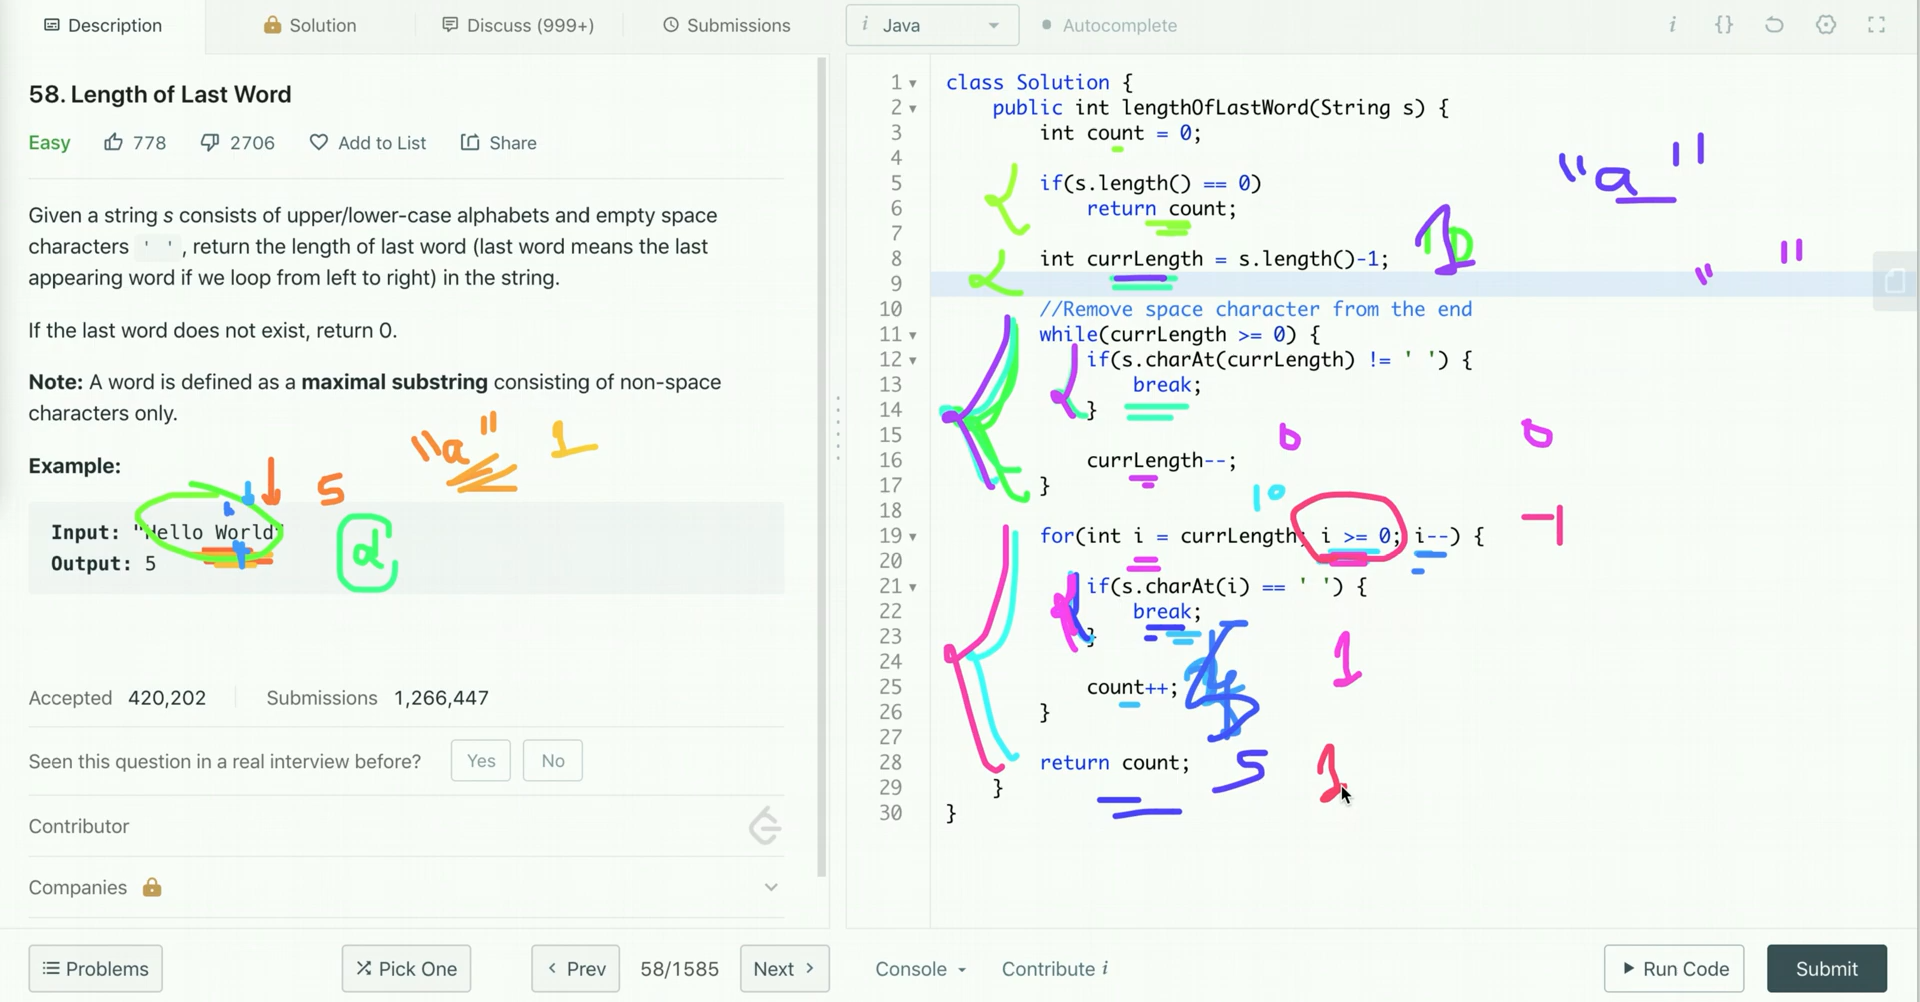 Description
Solution
Discuss (999+)
Submissions
i Java
Autocomplete
i {}
58. Length of Last Word
Easy 778 2706 Add to List Share
Given a string s consists of upper/lower-case alphabets and empty space
characters ' ', return the length of last word (last word means the last
appearing word if we loop from left to right) in the string.
If the last word does not exist, return 0.
Note: A word is defined as a maximal substring consisting of non-space
characters only.
"a " 1
Example:
5
Input: "Hello World"
Output: 5
Accepted 420,202 Submissions 1,266,447
Seen this question in a real interview before? Yes No
Contributor
Companies
Problems
Pick One
Prev
58/1585
Next
1 class Solution {
2 public int lengthOfLastWord(String s) {
3 int count = 0;
4
5 if(s.length() == 0)
6 return count;
7
8 int currLength = s.length()-1;
9
10 //Remove space character from the end
11 while(currLength >= 0) {
12 if(s.charAt(currLength) != ' ') {
13 break;
14 }
15
16 currLength--;
17 }
18
19 for(int i = currLength; i >= 0; i--) {
20
21 if(s.charAt(i) == ' ') {
22 break;
23 }
24
25 count++;
26 }
27
28 return count;
29 }
30 }
"a "
" "
0
0
10
-1
1
5
1
Console
Contribute i
Run Code
Submit